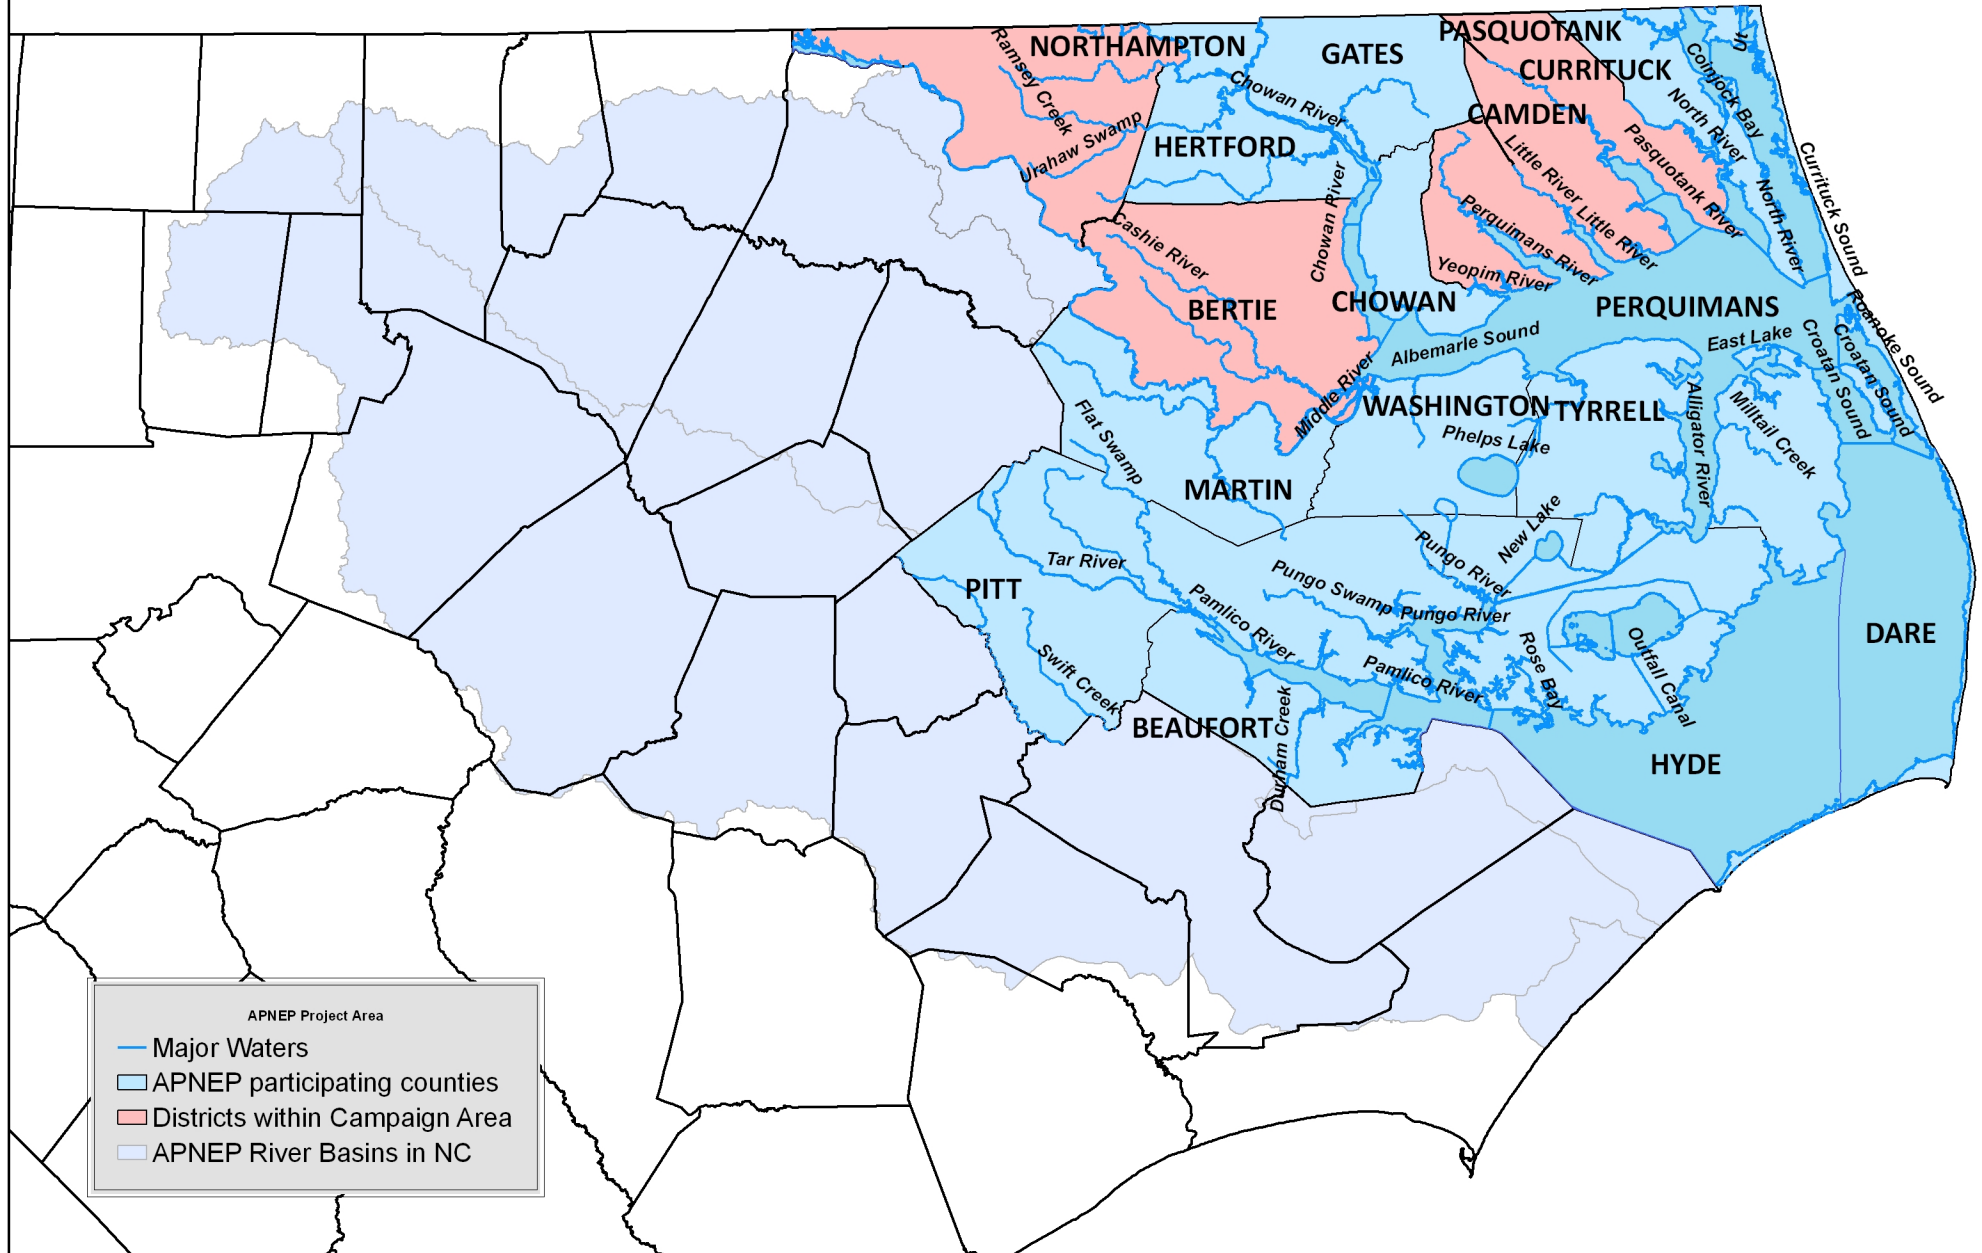 NORTHAMPTON
GATES
PASQUOTANK
CURRITUCK
CAMDEN
HERTFORD
BERTIE
CHOWAN
PERQUIMANS
WASHINGTON
TYRRELL
MARTIN
PITT
BEAUFORT
HYDE
DARE
Ramsey Creek
Urahaw Swamp
Chowan River
Chowan River
Cashie River
Coinjock Bay
North River
North River
Pasquotank River
Little River
Little River
Perquimans River
Yeopim River
Currituck Sound
Roanoke Sound
Croatan Sound
Croatan Sound
East Lake
Albemarle Sound
Middle River
Phelps Lake
Alligator River
Milltail Creek
Flat Swamp
New Lake
Pungo River
Tar River
Pungo Swamp
Pungo River
Pamlico River
Pamlico River
Swift Creek
Durham Creek
Rose Bay
Outfall Canal
APNEP Project Area
Major Waters
APNEP participating counties
Districts within Campaign Area
APNEP River Basins in NC